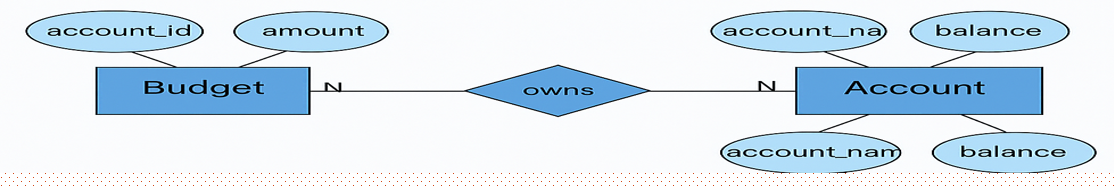 account_id amount account_na balance
Budget N owns N Account
account_nam balance